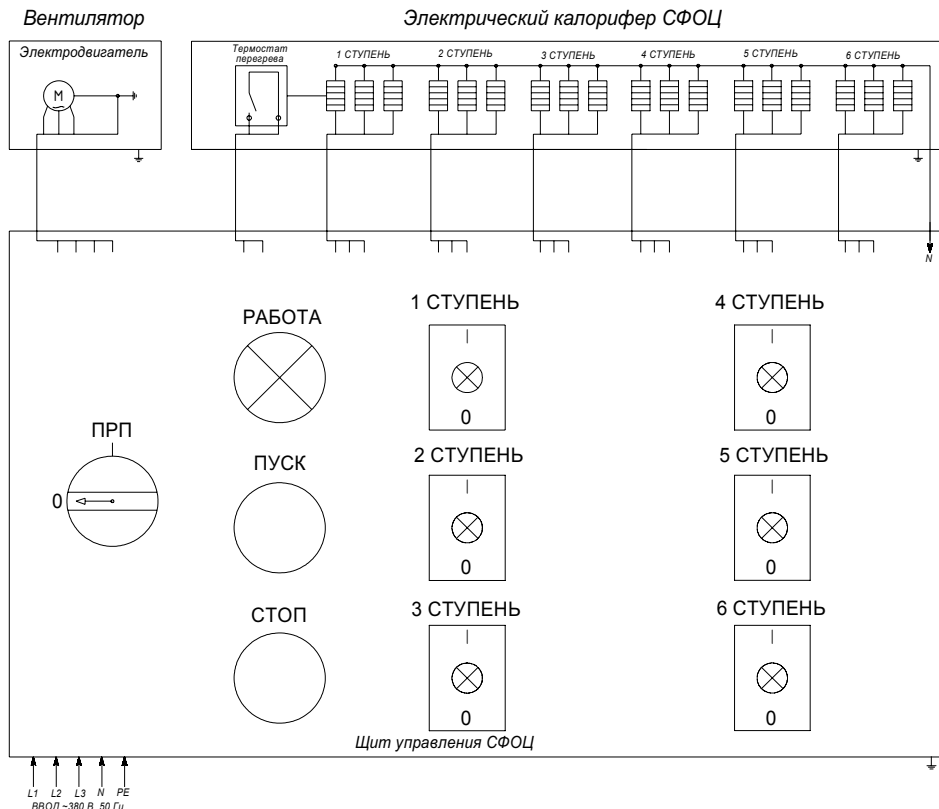 Вентилятор
Электрический калорифер СФОЦ
Электродвигатель
Термостат
перегрева
1 СТУПЕНЬ
2 СТУПЕНЬ
3 СТУПЕНЬ
4 СТУПЕНЬ
5 СТУПЕНЬ
6 СТУПЕНЬ
М
N
РАБОТА
1 СТУПЕНЬ
4 СТУПЕНЬ
0
0
ПРП
0
ПУСК
2 СТУПЕНЬ
5 СТУПЕНЬ
0
0
СТОП
3 СТУПЕНЬ
6 СТУПЕНЬ
0
0
Щит управления СФОЦ
L1 L2 L3 N PE
ВВОД ~380 В, 50 Гц